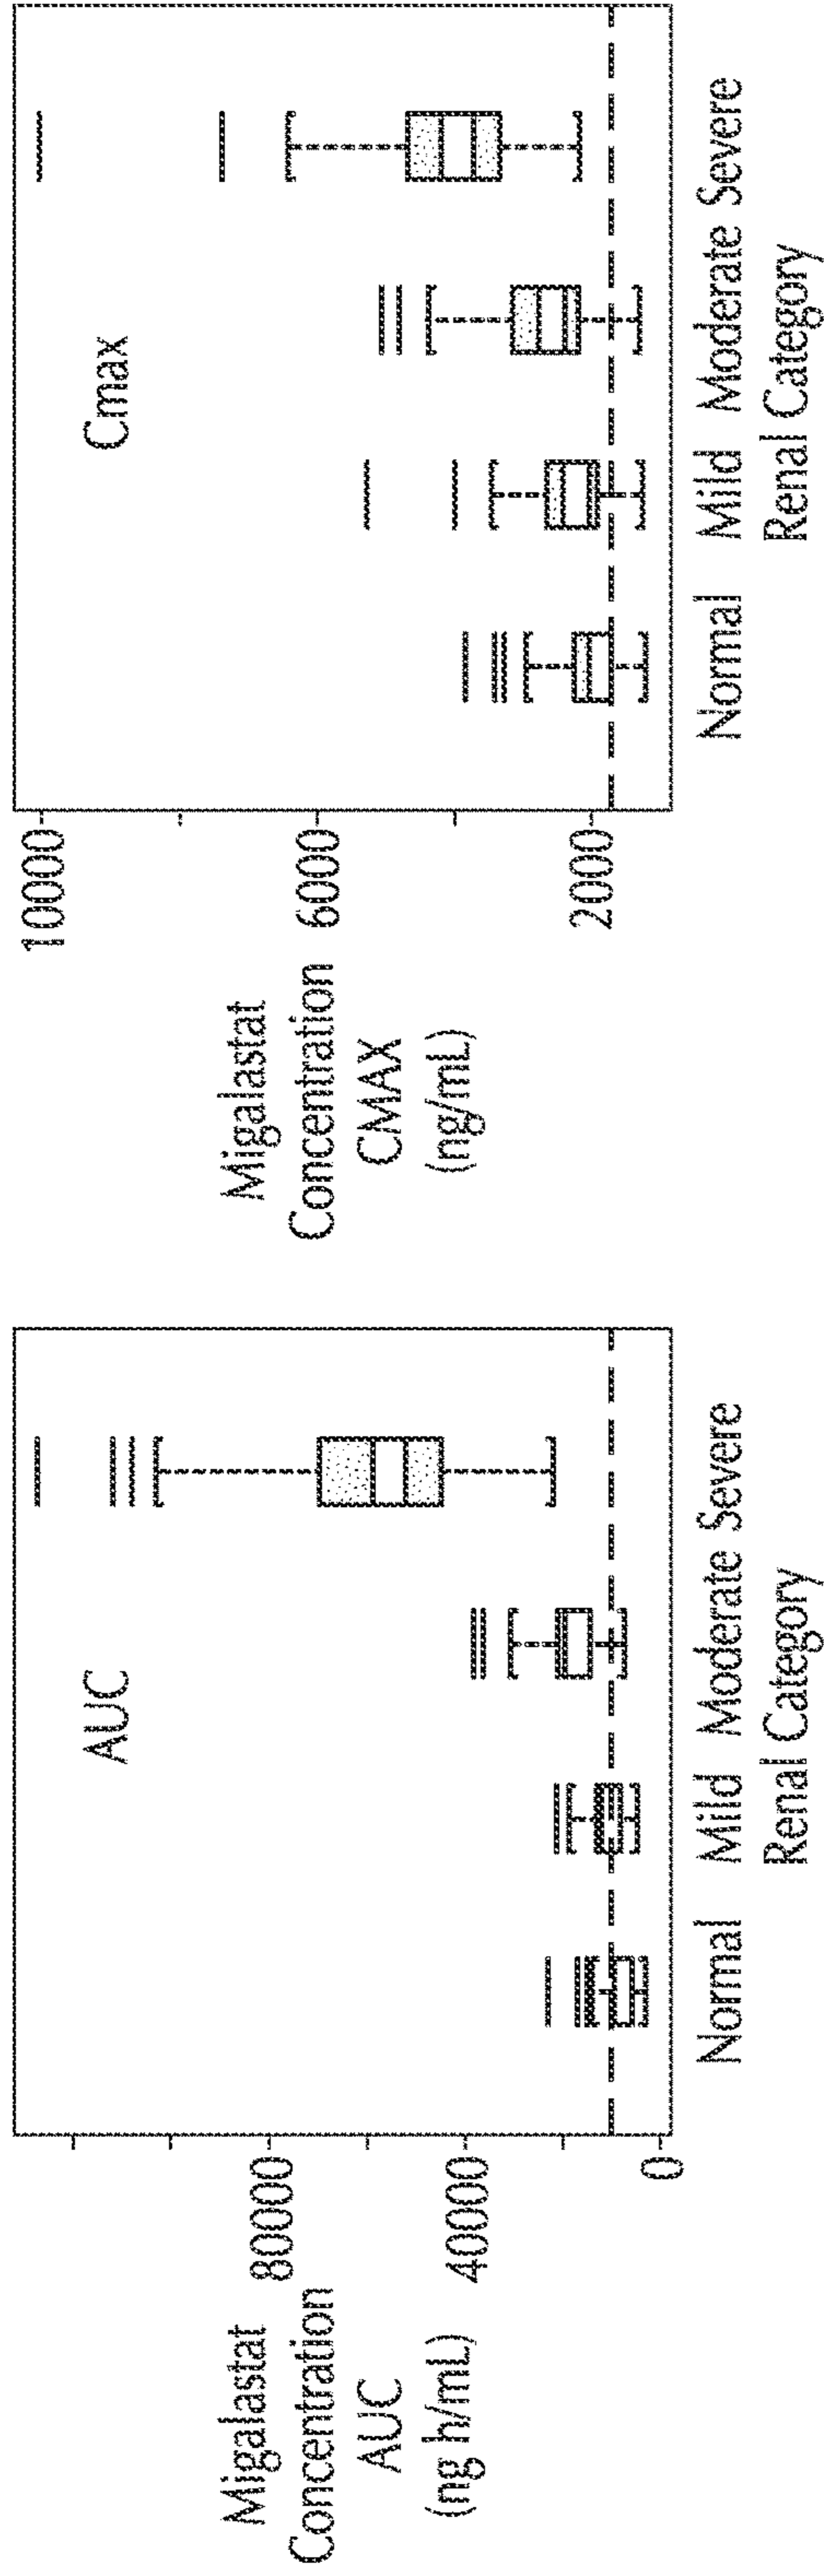 AUC
Migalastat
Concentration
AUC
(ng h/mL)
80000
40000
0
Normal Mild Moderate Severe
Renal Category
Cmax
Migalastat
Concentration
CMAX
(ng/mL)
10000
6000
2000
Normal Mild Moderate Severe
Renal Category